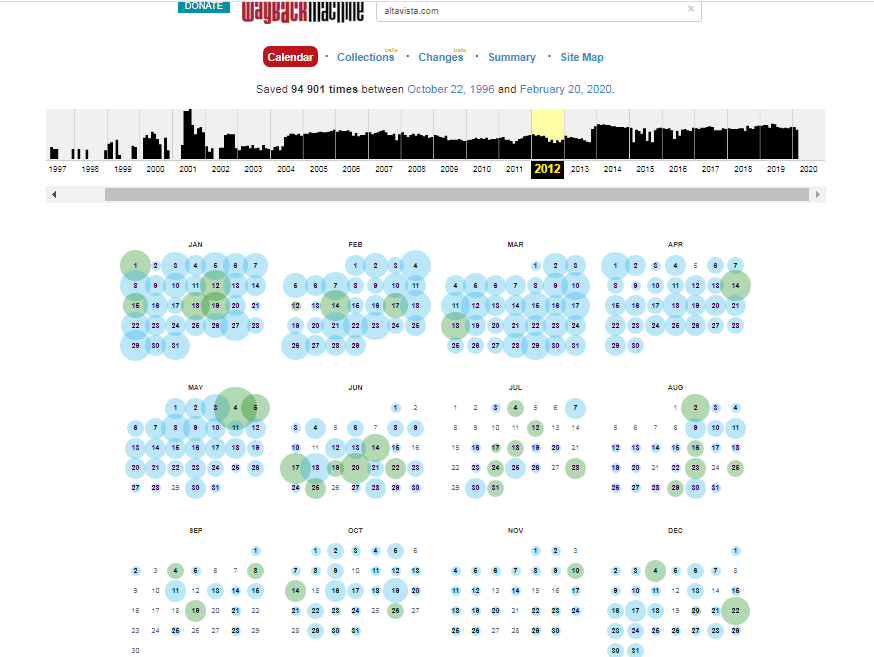 DONATE
WayBackMachine
altavista.com
Calendar · Collections beta · Changes beta · Summary · Site Map
Saved 94 901 times between October 22, 1996 and February 20, 2020.
1997 1998 1999 2000 2001 2002 2003 2004 2005 2006 2007 2008 2009 2010 2011 2012 2013 2014 2015 2016 2017 2018 2019 2020
JAN
1 2 3 4 5 6 7
8 9 10 11 12 13 14
15 16 17 18 19 20 21
22 23 24 25 26 27 28
29 30 31
FEB
1 2 3 4
5 6 7 8 9 10 11
12 13 14 15 16 17 18
19 20 21 22 23 24 25
26 27 28 29
MAR
1 2 3
4 5 6 7 8 9 10
11 12 13 14 15 16 17
18 19 20 21 22 23 24
25 26 27 28 29 30 31
APR
1 2 3 4 5 6 7
8 9 10 11 12 13 14
15 16 17 18 19 20 21
22 23 24 25 26 27 28
29 30
MAY
1 2 3 4 5
6 7 8 9 10 11 12
13 14 15 16 17 18 19
20 21 22 23 24 25 26
27 28 29 30 31
JUN
1 2
3 4 5 6 7 8 9
10 11 12 13 14 15 16
17 18 19 20 21 22 23
24 25 26 27 28 29 30
JUL
1 2 3 4 5 6 7
8 9 10 11 12 13 14
15 16 17 18 19 20 21
22 23 24 25 26 27 28
29 30 31
AUG
1 2 3 4
5 6 7 8 9 10 11
12 13 14 15 16 17 18
19 20 21 22 23 24 25
26 27 28 29 30 31
SEP
1
2 3 4 5 6 7 8
9 10 11 12 13 14 15
16 17 18 19 20 21 22
23 24 25 26 27 28 29
30
OCT
1 2 3 4 5 6
7 8 9 10 11 12 13
14 15 16 17 18 19 20
21 22 23 24 25 26 27
28 29 30 31
NOV
1 2 3
4 5 6 7 8 9 10
11 12 13 14 15 16 17
18 19 20 21 22 23 24
25 26 27 28 29 30
DEC
1
2 3 4 5 6 7 8
9 10 11 12 13 14 15
16 17 18 19 20 21 22
23 24 25 26 27 28 29
30 31